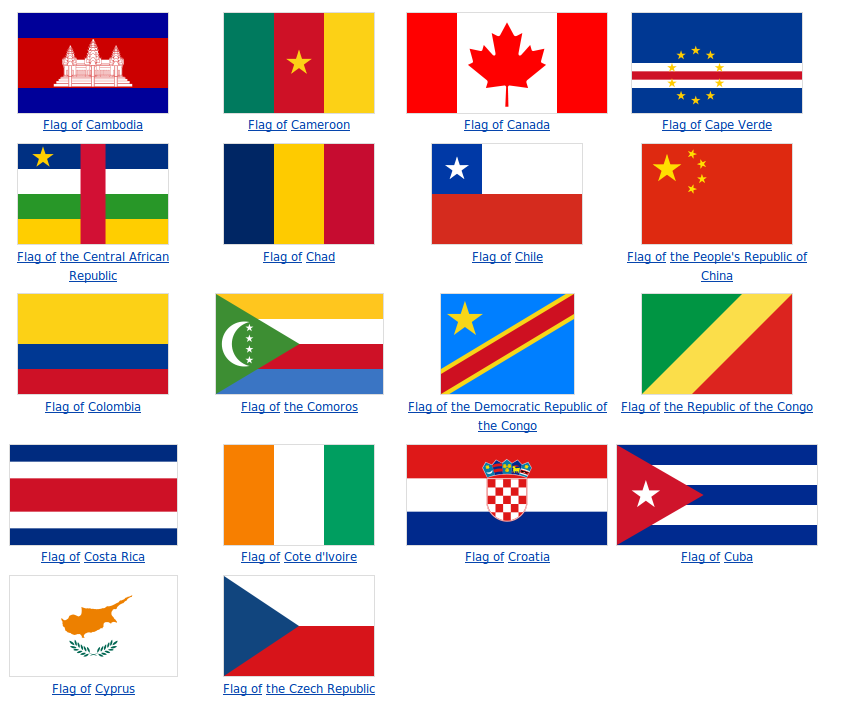 Flag of Cambodia
Flag of Cameroon
Flag of Canada
Flag of Cape Verde
Flag of the Central African
Republic
Flag of Chad
Flag of Chile
Flag of the People's Republic of
China
Flag of Colombia
Flag of the Comoros
Flag of the Democratic Republic of
the Congo
Flag of the Republic of the Congo
Flag of Costa Rica
Flag of Cote d'Ivoire
Flag of Croatia
Flag of Cuba
Flag of Cyprus
Flag of the Czech Republic